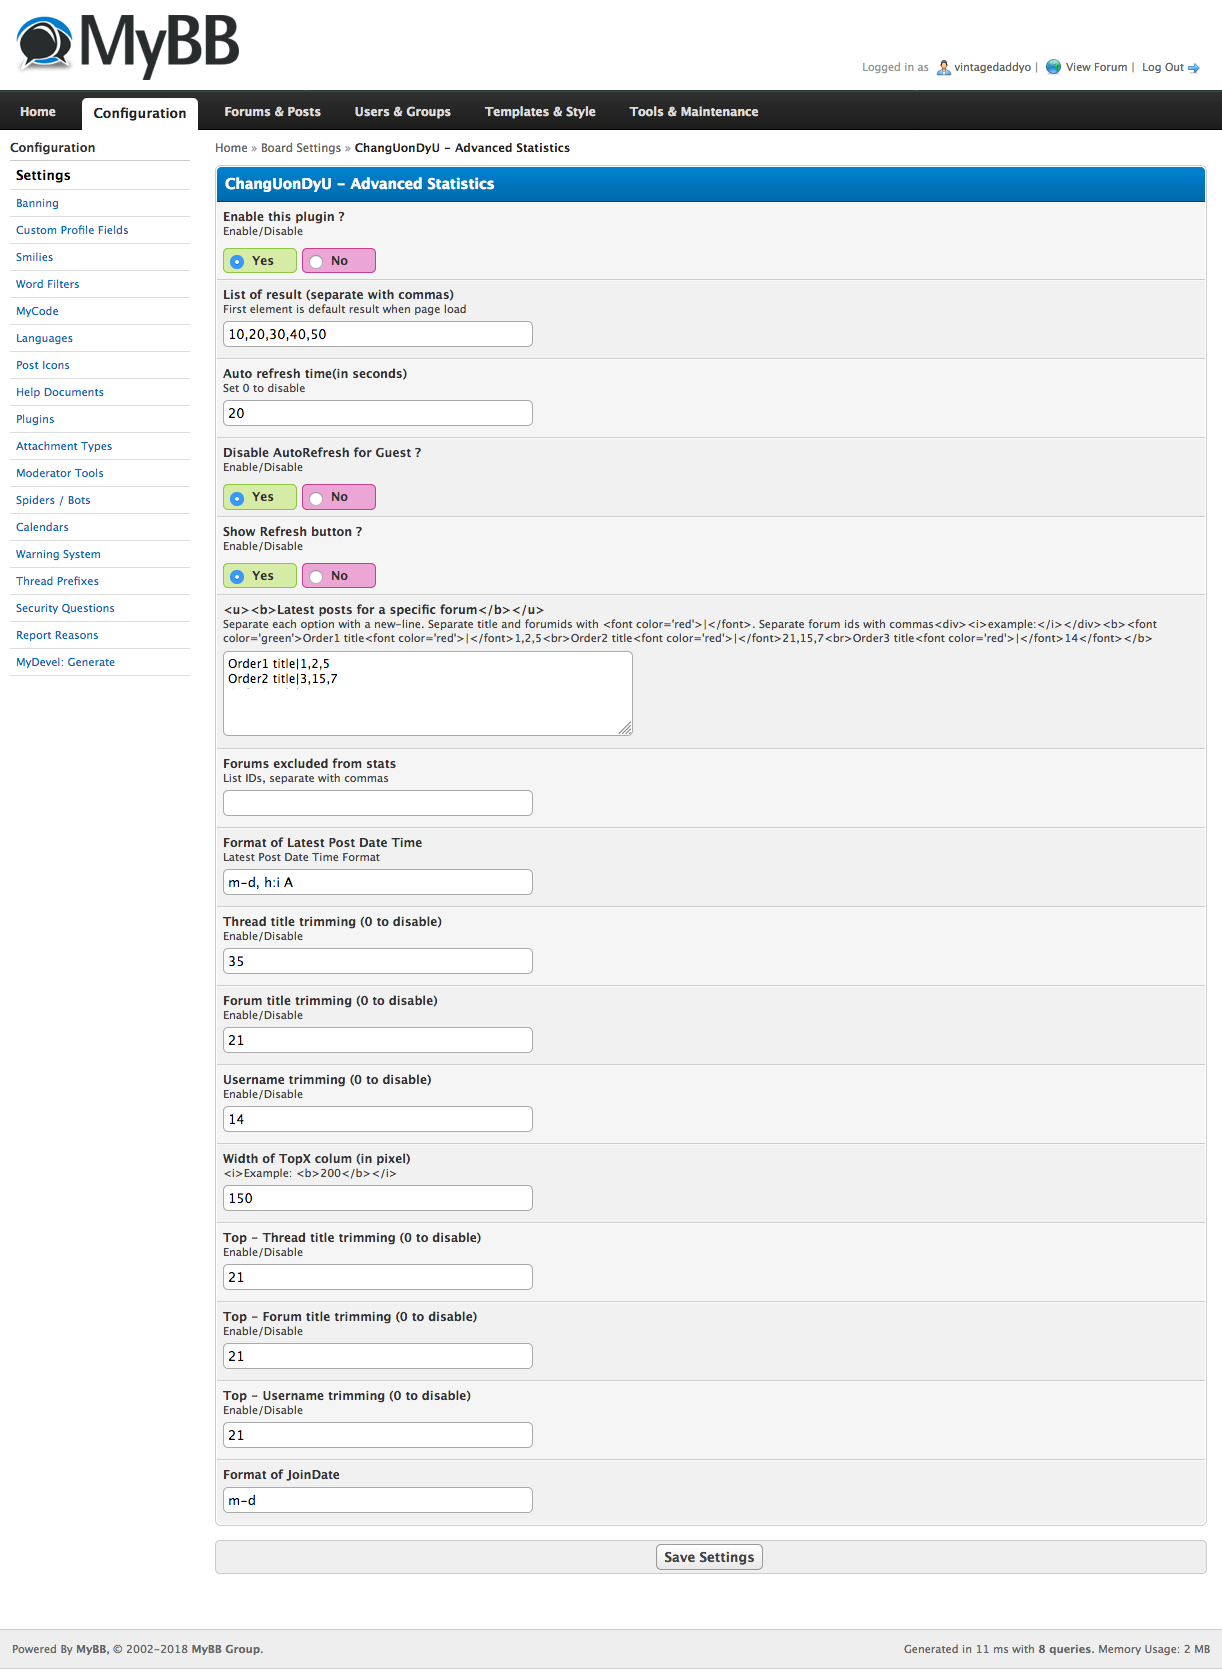 MyBB
Logged in as vintagedaddyo | View Forum | Log Out
Home Configuration Forums & Posts Users & Groups Templates & Style Tools & Maintenance
Configuration
Settings
Banning
Custom Profile Fields
Smilies
Word Filters
MyCode
Languages
Post Icons
Help Documents
Plugins
Attachment Types
Moderator Tools
Spiders / Bots
Calendars
Warning System
Thread Prefixes
Security Questions
Report Reasons
MyDevel: Generate
Home » Board Settings » ChangUonDyU - Advanced Statistics
ChangUonDyU - Advanced Statistics
Enable this plugin ?
Enable/Disable
Yes No
List of result (separate with commas)
First element is default result when page load
10,20,30,40,50
Auto refresh time(in seconds)
Set 0 to disable
20
Disable AutoRefresh for Guest ?
Enable/Disable
Yes No
Show Refresh button ?
Enable/Disable
Yes No
<u><b>Latest posts for a specific forum</b></u>
Separate each option with a new-line. Separate title and forumids with <font color='red'>|</font>. Separate forum ids with commas<div><i>example:</i></div><b><font
color='green'>Order1 title<font color='red'>|</font>1,2,5<br>Order2 title<font color='red'>|</font>21,15,7<br>Order3 title<font color='red'>|</font>14</font></b>
Order1 title|1,2,5
Order2 title|3,15,7
Forums excluded from stats
List IDs, separate with commas
Format of Latest Post Date Time
Latest Post Date Time Format
m-d, h:i A
Thread title trimming (0 to disable)
Enable/Disable
35
Forum title trimming (0 to disable)
Enable/Disable
21
Username trimming (0 to disable)
Enable/Disable
14
Width of TopX colum (in pixel)
<i>Example: <b>200</b></i>
150
Top - Thread title trimming (0 to disable)
Enable/Disable
21
Top - Forum title trimming (0 to disable)
Enable/Disable
21
Top - Username trimming (0 to disable)
Enable/Disable
21
Format of JoinDate
m-d
Save Settings
Powered By MyBB, © 2002-2018 MyBB Group.
Generated in 11 ms with 8 queries. Memory Usage: 2 MB